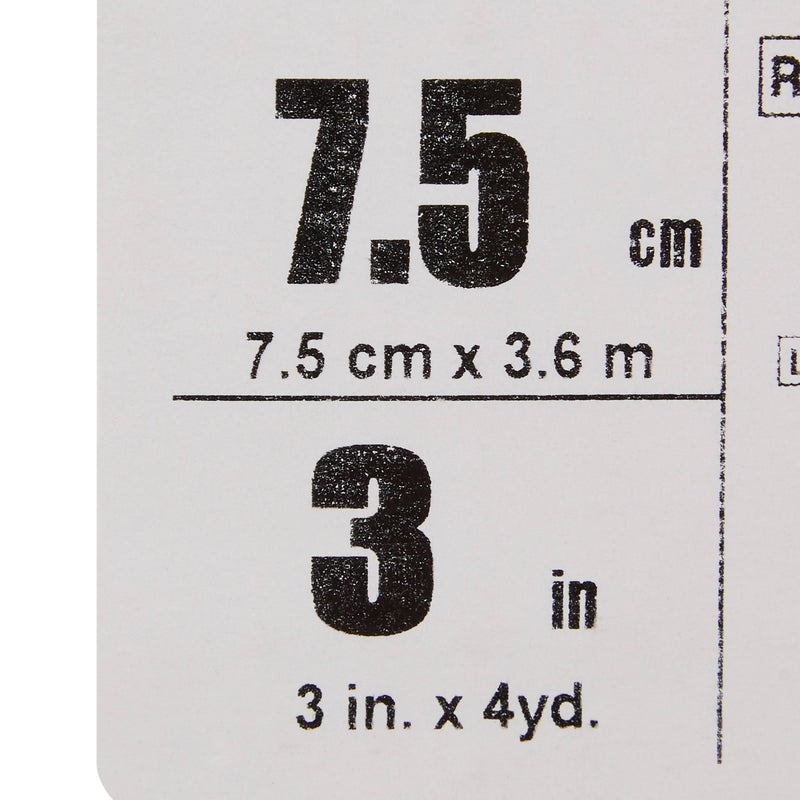 7.5 cm
7.5 cm x 3.6 m
3 in
3 in. x 4yd.
R